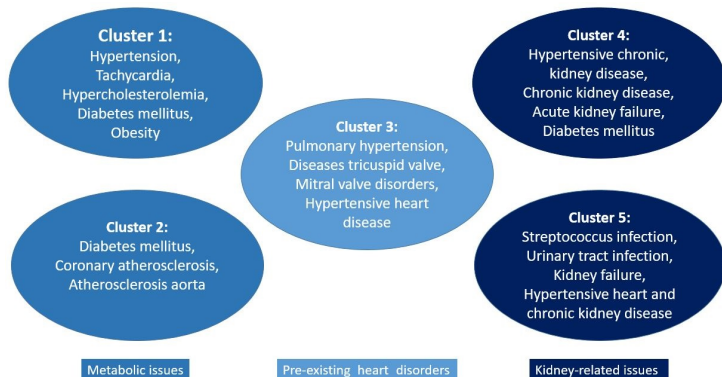 Cluster 1:
Hypertension,
Tachycardia,
Hypercholesterolemia,
Diabetes mellitus,
Obesity
Cluster 2:
Diabetes mellitus,
Coronary atherosclerosis,
Atherosclerosis aorta
Cluster 3:
Pulmonary hypertension,
Diseases tricuspid valve,
Mitral valve disorders,
Hypertensive heart
disease
Cluster 4:
Hypertensive chronic,
kidney disease,
Chronic kidney disease,
Acute kidney failure,
Diabetes mellitus
Cluster 5:
Streptococcus infection,
Urinary tract infection,
Kidney failure,
Hypertensive heart and
chronic kidney disease
Metabolic issues
Pre-existing heart disorders
Kidney-related issues